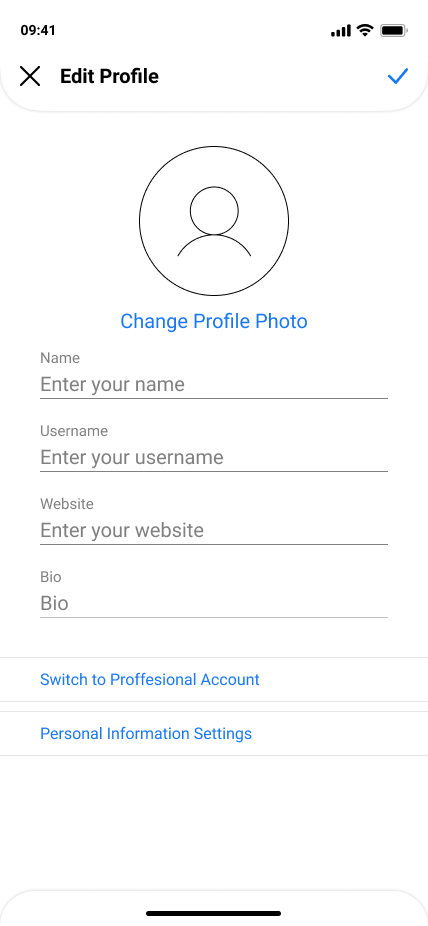 09:41
Edit Profile
Change Profile Photo
Name
Enter your name
Username
Enter your username
Website
Enter your website
Bio
Bio
Switch to Proffesional Account
Personal Information Settings